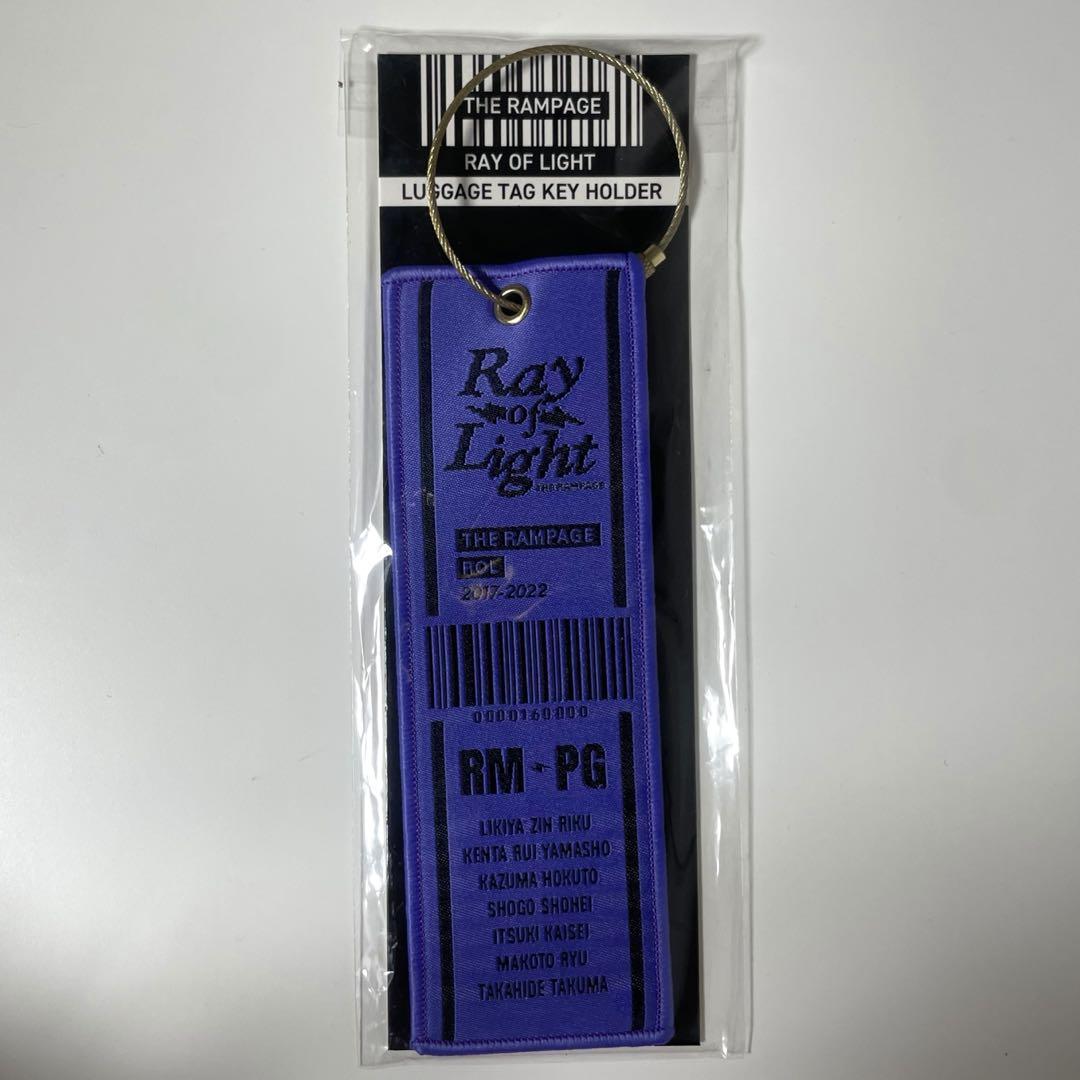 THE RAMPAGE
RAY OF LIGHT
LUGGAGE TAG KEY HOLDER
Ray
of
Light
THE RAMPAGE
THE RAMPAGE
ROL
2017-2022
0000160000
RM PG
LIKIYA ZIN RIKU
KENTA RUI YAMASHO
KAZUMA HOKUTO
SHOGO SHOHEI
ITSUKI KAISEI
MAKOTO RYU
TAKAHIDE TAKUMA